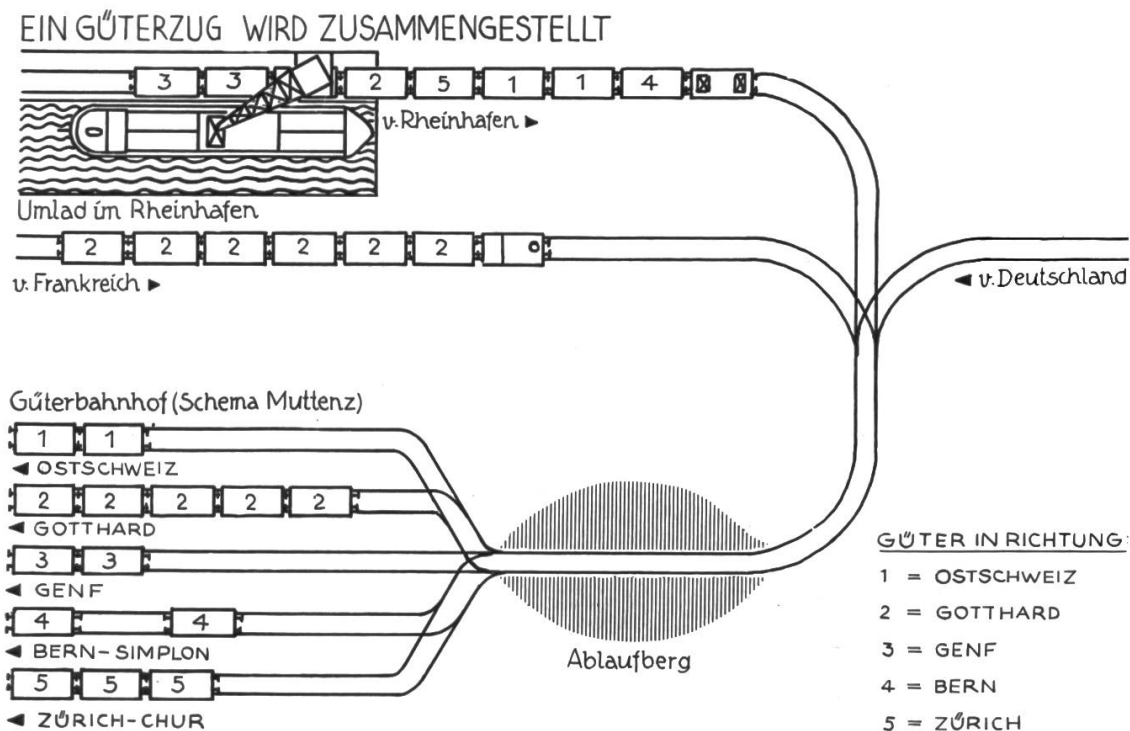 EIN GÜTERZUG WIRD ZUSAMMENGESTELLT
3 3 2 5 1 1 4
v. Rheinhafen ►
Umlad im Rheinhafen
2 2 2 2 2 2
v. Frankreich ►
◄ v. Deutschland
Güterbahnhof (Schema Muttenz)
1 1
◄ OSTSCHWEIZ
2 2 2 2 2
◄ GOTTHARD
3 3
◄ GENF
4 4
◄ BERN-SIMPLON
5 5 5
◄ ZÜRICH-CHUR
Ablaufberg
GÜTER IN RICHTUNG:
1 = OSTSCHWEIZ
2 = GOTTHARD
3 = GENF
4 = BERN
5 = ZÜRICH